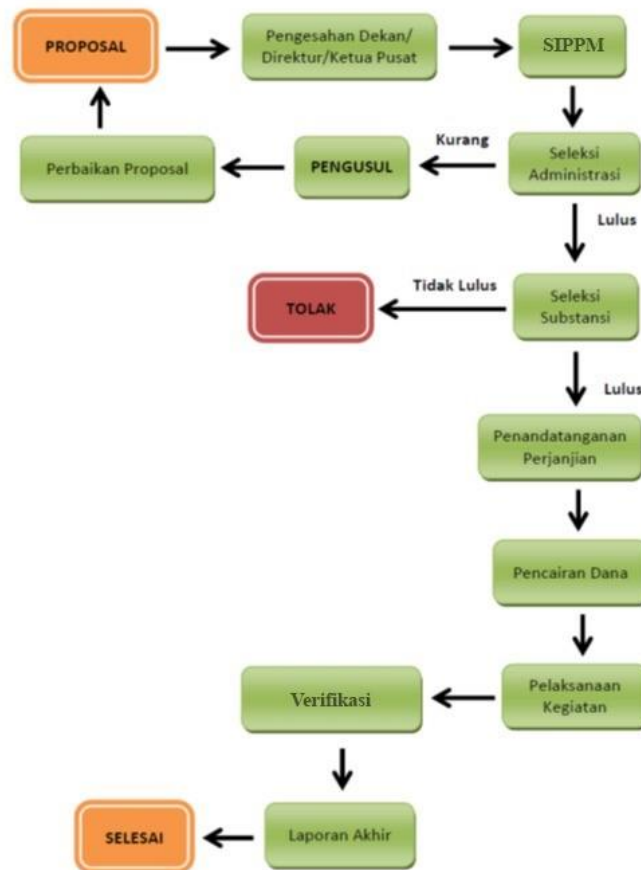 PROPOSAL
Pengesahan Dekan/
Direktur/Ketua Pusat
SIPPM
Kurang
Perbaikan Proposal
PENGUSUL
Seleksi
Administrasi
Lulus
Tidak Lulus
TOLAK
Seleksi
Substansi
Lulus
Penandatanganan
Perjanjian
Pencairan Dana
Pelaksanaan
Kegiatan
Verifikasi
Laporan Akhir
SELESAI